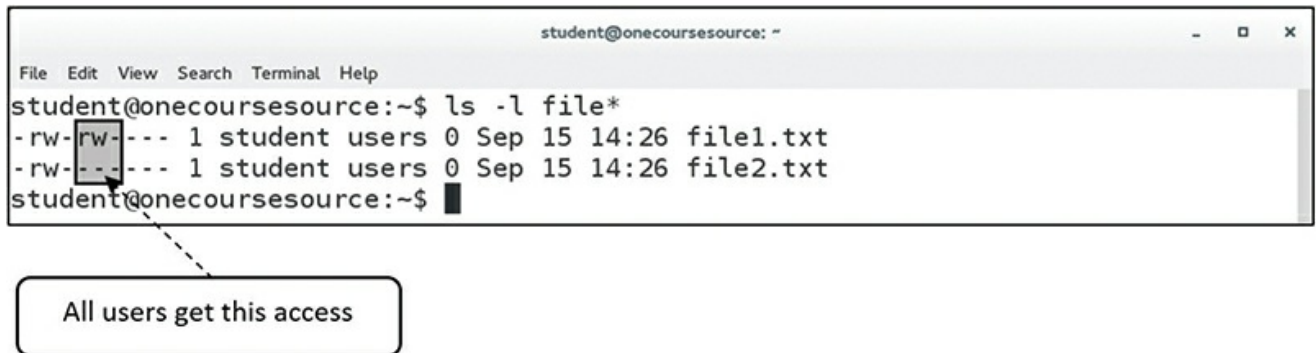 student@onecoursesource: ~
File Edit View Search Terminal Help
student@onecoursesource:~$ ls -l file*
-rw-rw---- 1 student users 0 Sep 15 14:26 file1.txt
-rw------- 1 student users 0 Sep 15 14:26 file2.txt
student@onecoursesource:~$
All users get this access